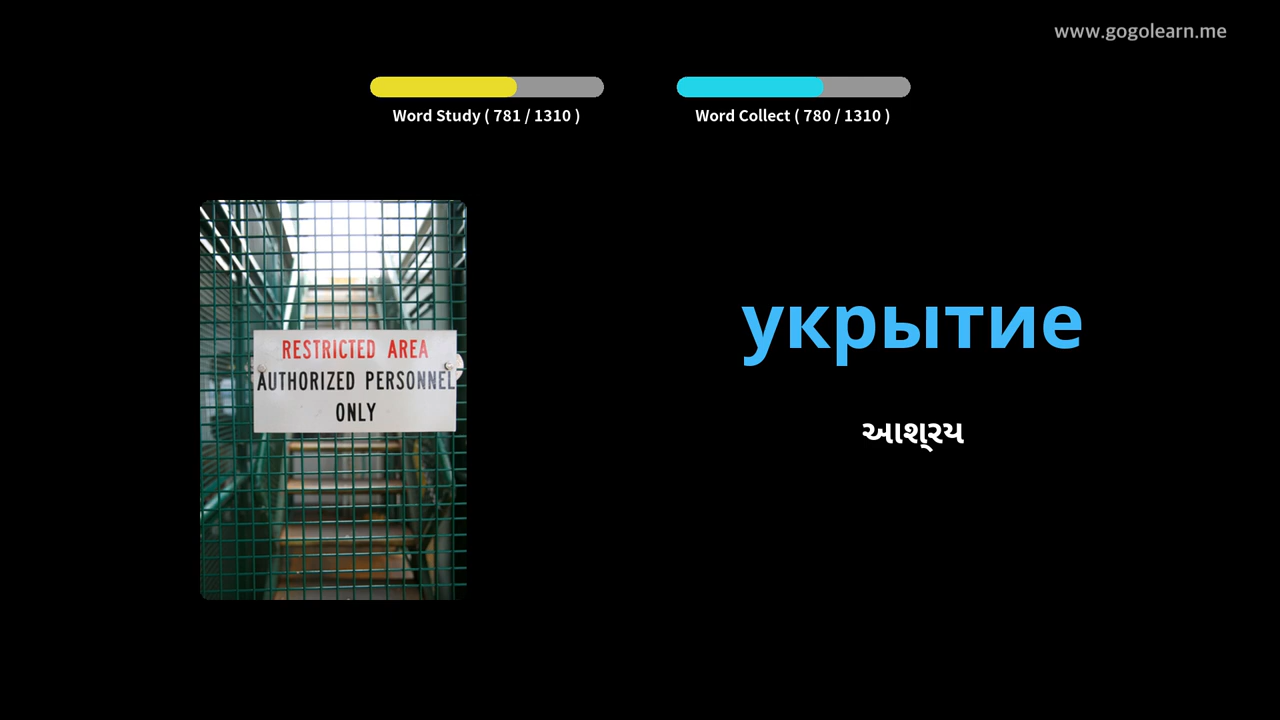 www.gogolearn.me
Word Study ( 781 / 1310 )
Word Collect ( 780 / 1310 )
RESTRICTED AREA
AUTHORIZED PERSONNEL
ONLY
укрытие
આશ્રય